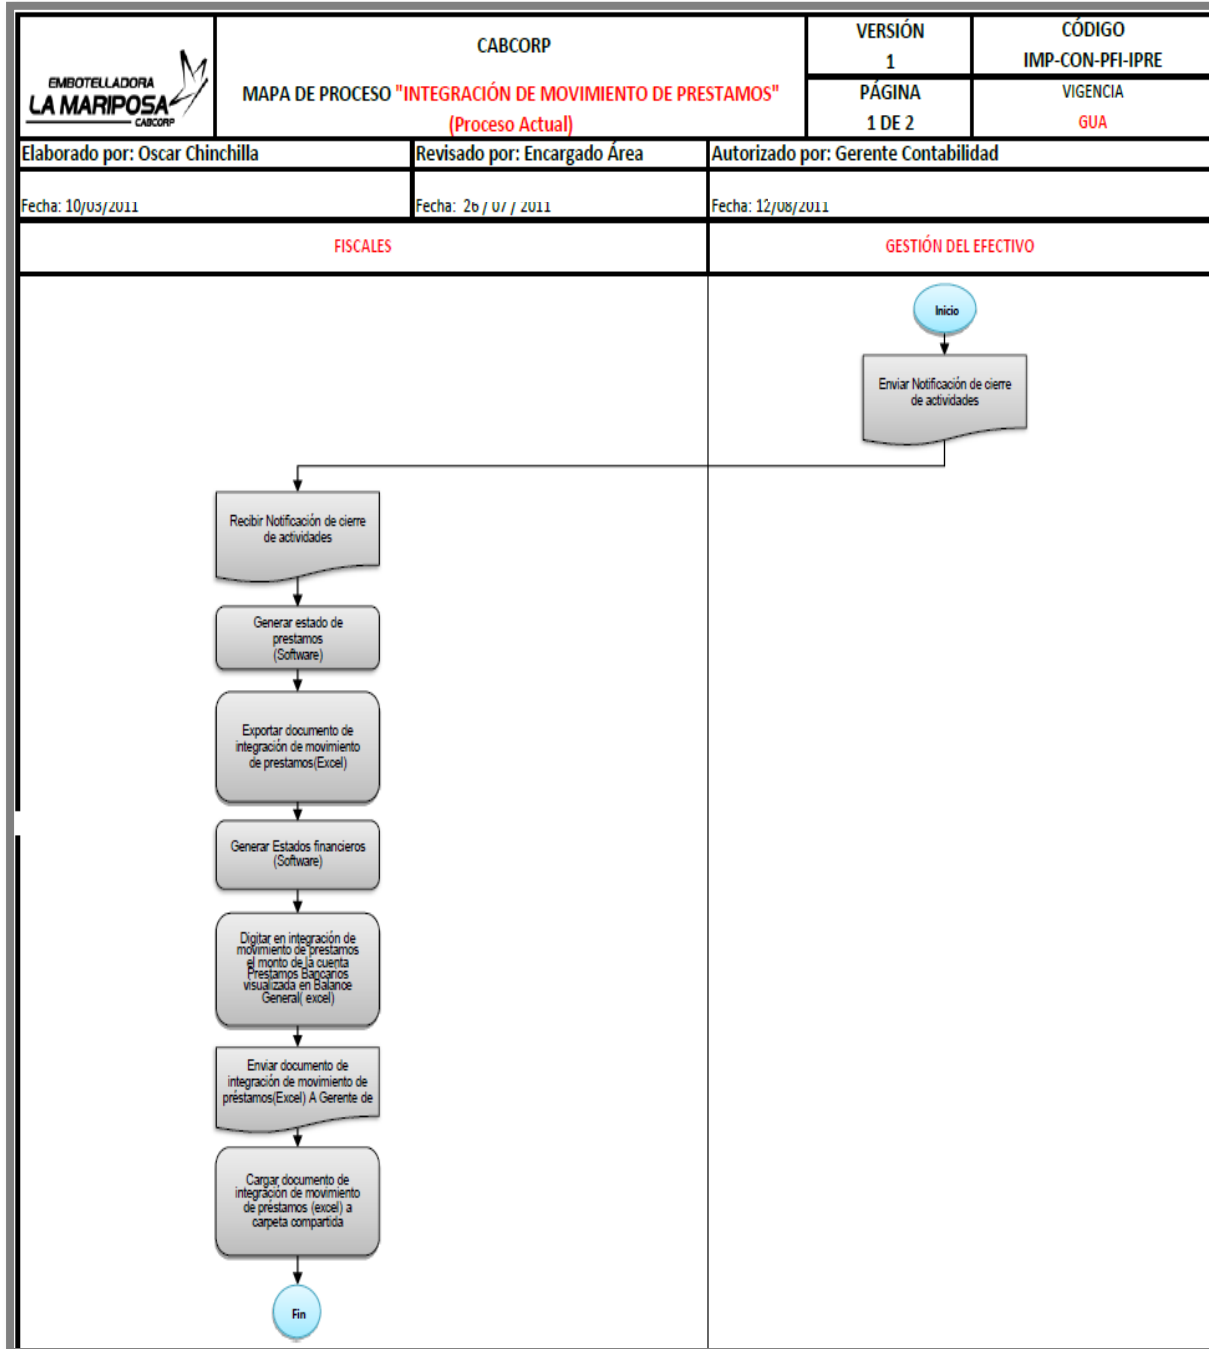 EMBOTELLADORA
LA MARIPOSA
CABCORP
CABCORP
MAPA DE PROCESO "INTEGRACIÓN DE MOVIMIENTO DE PRESTAMOS"
(Proceso Actual)
VERSIÓN
1
CÓDIGO
IMP-CON-PFI-IPRE
PÁGINA
1 DE 2
VIGENCIA
GUA
Elaborado por: Oscar Chinchilla
Revisado por: Encargado Área
Autorizado por: Gerente Contabilidad
Fecha: 10/03/2011
Fecha: 26 / 07 / 2011
Fecha: 12/08/2011
FISCALES
GESTIÓN DEL EFECTIVO
Inicio
Enviar Notificación de cierre
de actividades
Recibir Notificación de cierre
de actividades
Generar estado de
prestamos
(Software)
Exportar documento de
integración de movimiento
de prestamos(Excel)
Generar Estados financieros
(Software)
Digitar en integración de
movimiento de prestamos
el monto de la cuenta
Prestamos Bancarios
visualizada en Balance
General( excel)
Enviar documento de
integración de movimiento de
préstamos(Excel) A Gerente de
Cargar documento de
integración de movimiento
de préstamos (excel) a
carpeta compartida
Fin